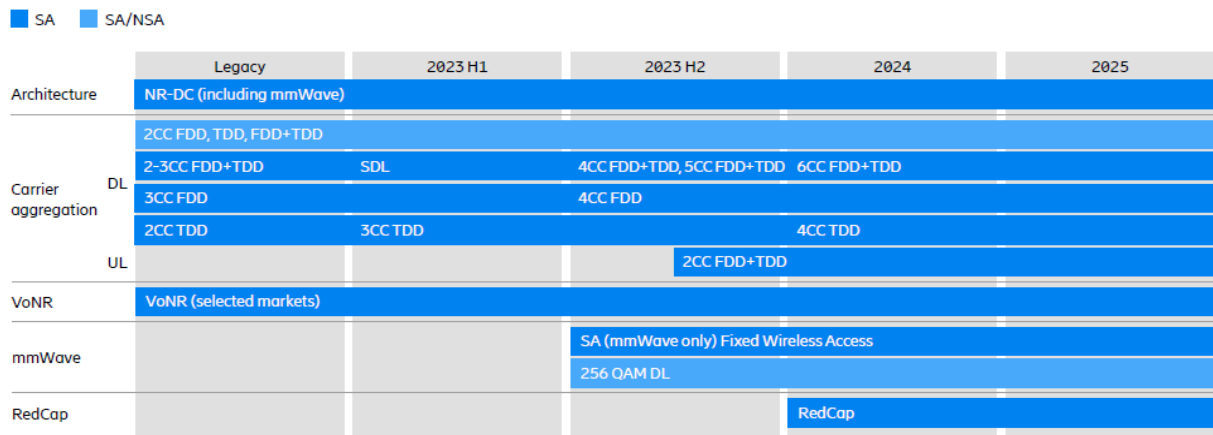 SA SA/NSA
Legacy 2023 H1 2023 H2 2024 2025
Architecture NR-DC (including mmWave)
2CC FDD, TDD, FDD+TDD
2-3CC FDD+TDD SDL 4CC FDD+TDD, 5CC FDD+TDD 6CC FDD+TDD
Carrier aggregation DL
3CC FDD 4CC FDD
2CC TDD 3CC TDD 4CC TDD
UL 2CC FDD+TDD
VoNR VoNR (selected markets)
mmWave SA (mmWave only) Fixed Wireless Access
256 QAM DL
RedCap RedCap